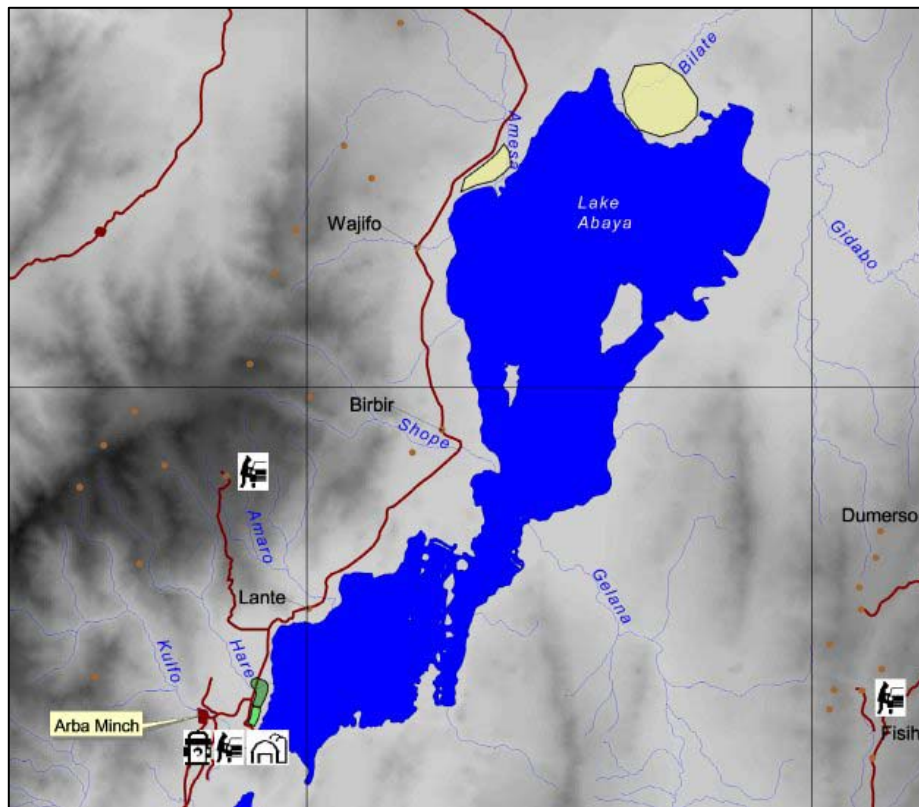 Bilate
Amesa
Lake
Abaya
Wajifo
Gidabo
Birbir
Shope
Dumerso
Amaro
Gelana
Lante
Hare
Kulfo
Arba Minch
Fisih